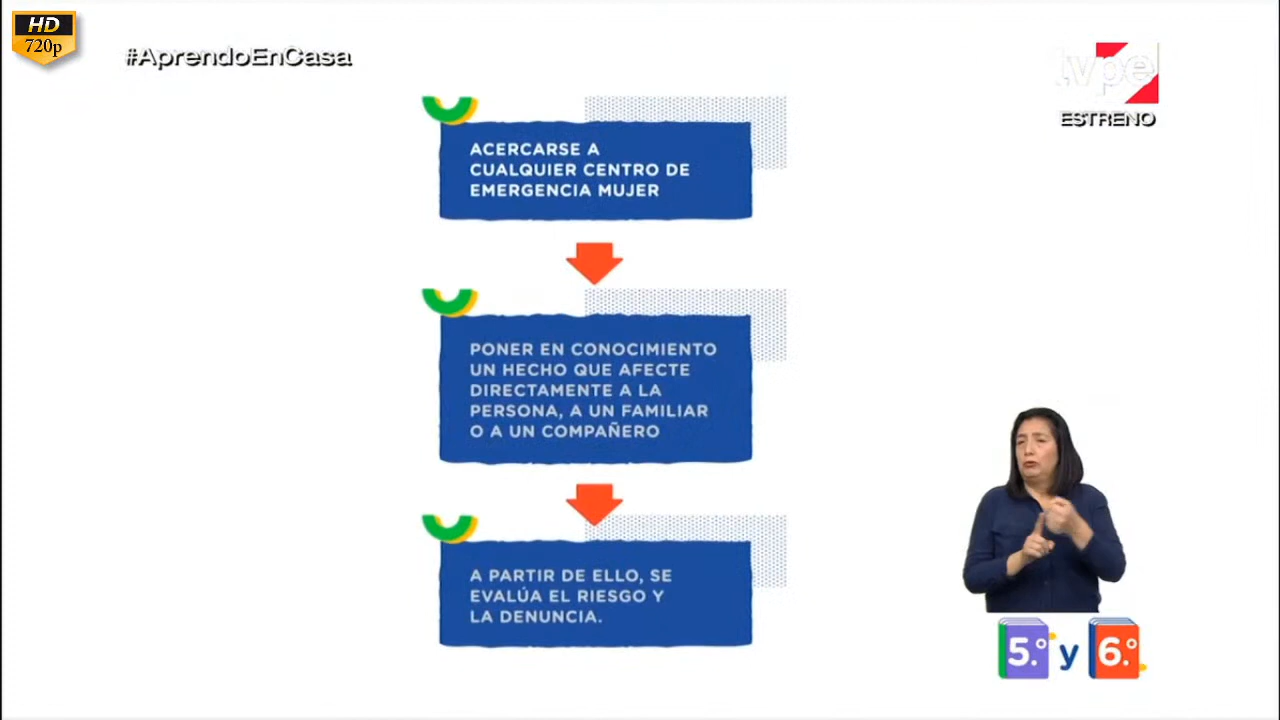 HD
720p
#AprendoEnCasa
tvpe
ESTRENO
ACERCARSE A
CUALQUIER CENTRO DE
EMERGENCIA MUJER
PONER EN CONOCIMIENTO
UN HECHO QUE AFECTE
DIRECTAMENTE A LA
PERSONA, A UN FAMILIAR
O A UN COMPAÑERO
A PARTIR DE ELLO, SE
EVALÚA EL RIESGO Y
LA DENUNCIA.
5.º y 6.º